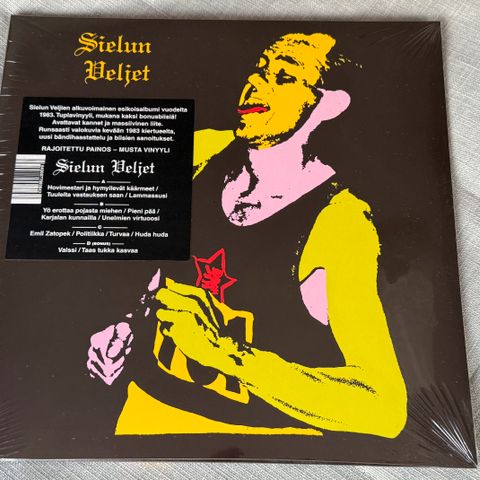 Sielun
Veljet
Sielun Veljien alkuvoimainen esikoisalbumi vuodelta
1983. Tuplavinyyli, mukana kaksi bonusbiisiä!
Avattavat kannet ja massiivinen liite.
Runsaasti valokuvia kevään 1983 kiertueelta,
uusi bändihaastattelu ja biisien sanoitukset.
RAJOITETTU PAINOS – MUSTA VINYYLI
Sielun Veljet
A
Hovimestari ja hymyilevät käärmeet /
Tuulelta vastauksen saan / Lammassusi
B
Yö erottaa pojasta miehen / Pieni pää /
Karjalan kunnailla / Unelmien virtuoosi
C
Emil Zatopek / Politiikka / Turvaa / Huda huda
D (BONUS)
Valssi / Taas tukka kasvaa